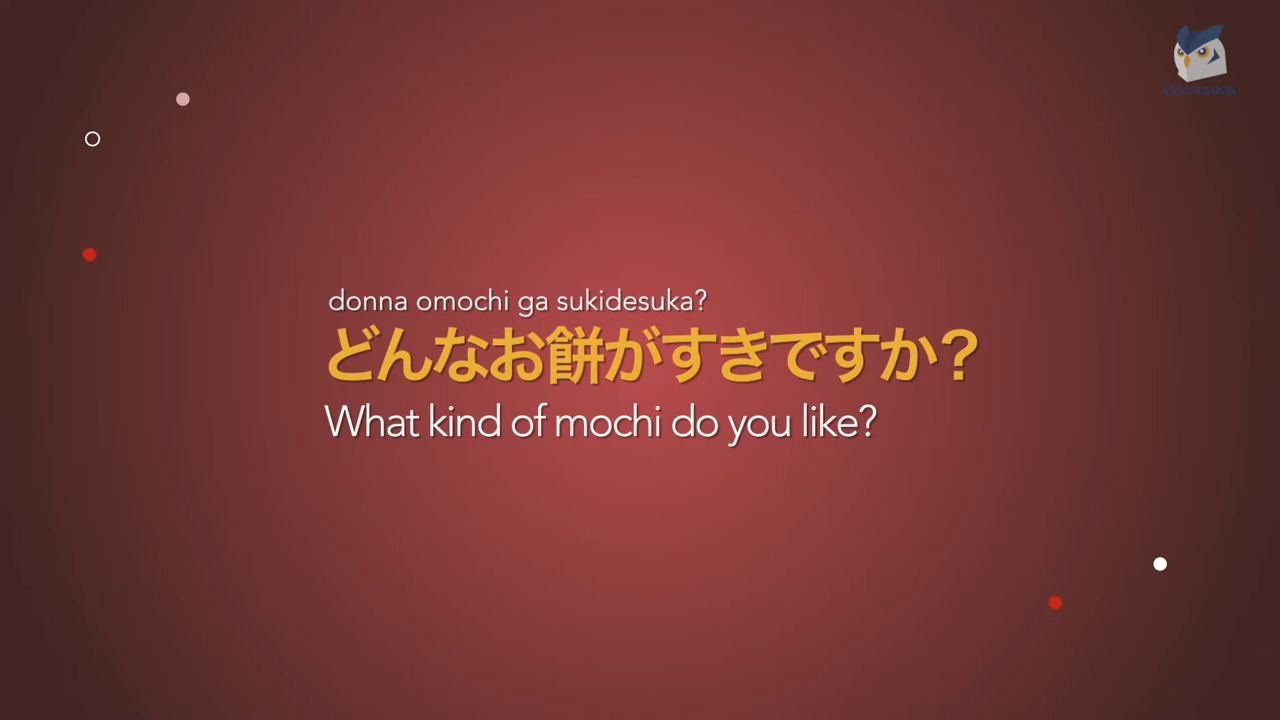 Glossika
donna omochi ga sukidesuka?
どんなお餅がすきですか？
What kind of mochi do you like?